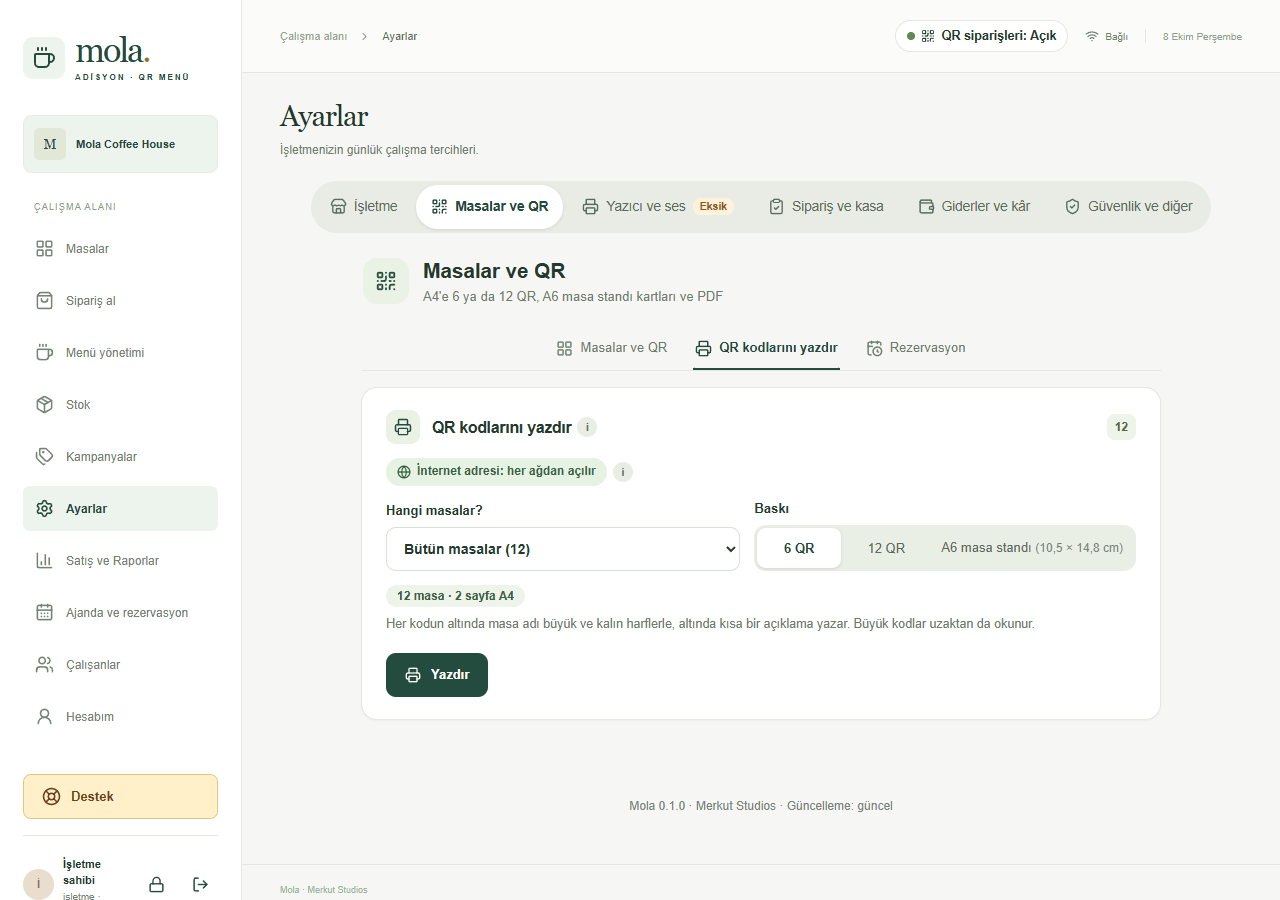 mola.
ADİSYON · QR MENÜ
M
Mola Coffee House
ÇALIŞMA ALANI
Masalar
Sipariş al
Menü yönetimi
Stok
Kampanyalar
Ayarlar
Satış ve Raporlar
Ajanda ve rezervasyon
Çalışanlar
Hesabım
Destek
İ
İşletme
sahibi
isletme ·
Çalışma alanı
Ayarlar
QR siparişleri: Açık
Bağlı
8 Ekim Perşembe
Ayarlar
İşletmenizin günlük çalışma tercihleri.
İşletme
Masalar ve QR
Yazıcı ve ses
Eksik
Sipariş ve kasa
Giderler ve kâr
Güvenlik ve diğer
Masalar ve QR
A4'e 6 ya da 12 QR, A6 masa standı kartları ve PDF
Masalar ve QR
QR kodlarını yazdır
Rezervasyon
QR kodlarını yazdır
i
12
İnternet adresi: her ağdan açılır
i
Hangi masalar?
Bütün masalar (12)
Baskı
6 QR
12 QR
A6 masa standı (10,5 × 14,8 cm)
12 masa · 2 sayfa A4
Her kodun altında masa adı büyük ve kalın harflerle, altında kısa bir açıklama yazar. Büyük kodlar uzaktan da okunur.
Yazdır
Mola 0.1.0 · Merkut Studios · Güncelleme: güncel
Mola · Merkut Studios